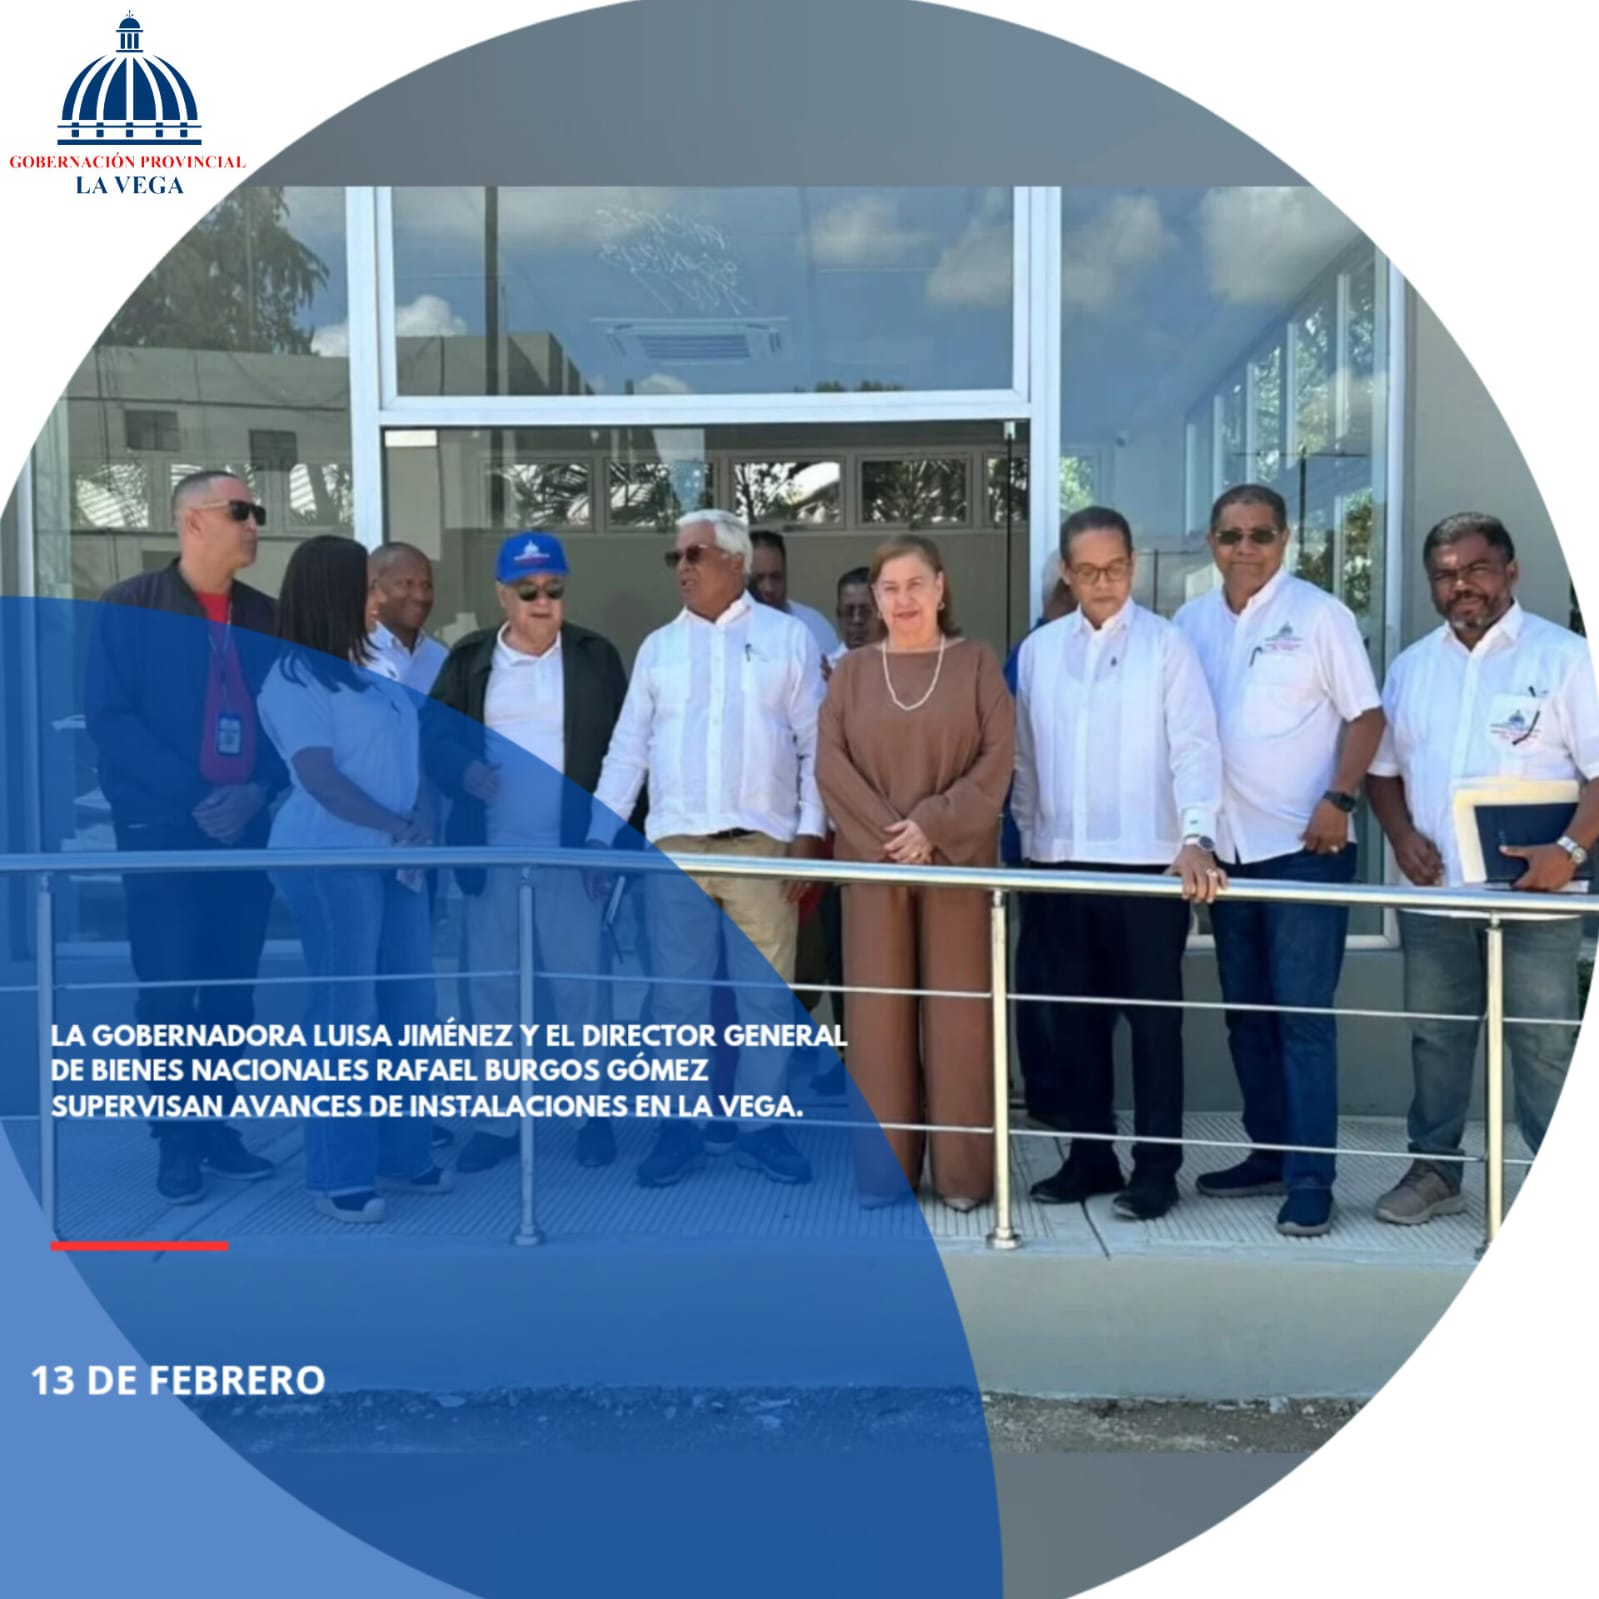 GOBERNACIÓN PROVINCIAL
LA VEGA
LA GOBERNADORA LUISA JIMÉNEZ Y EL DIRECTOR GENERAL
DE BIENES NACIONALES RAFAEL BURGOS GÓMEZ
SUPERVISAN AVANCES DE INSTALACIONES EN LA VEGA.
13 DE FEBRERO